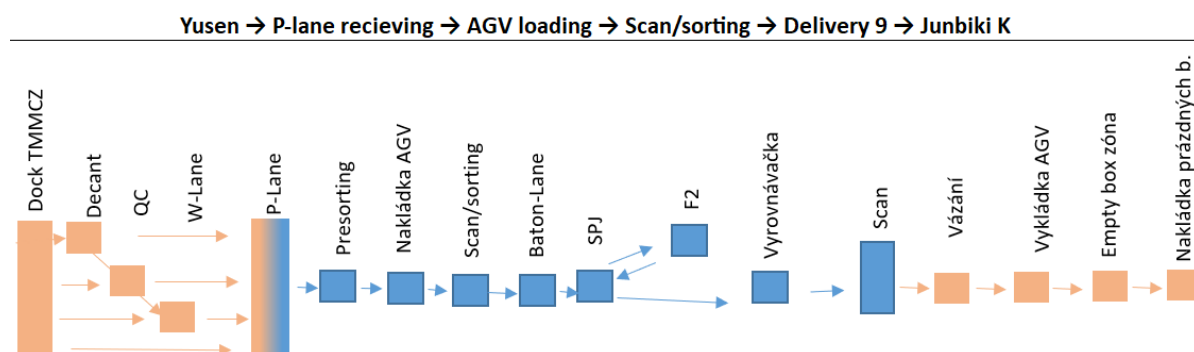 Yusen → P-lane recieving → AGV loading → Scan/sorting → Delivery 9 → Junbiki K
Dock TMMCZ
Decant
QC
W-Lane
P-Lane
Presorting
Nakládka AGV
Scan/sorting
Baton-Lane
SPJ
F2
Vyrovnávačka
Scan
Vázání
Vykládka AGV
Empty box zóna
Nakládka prázdných b.